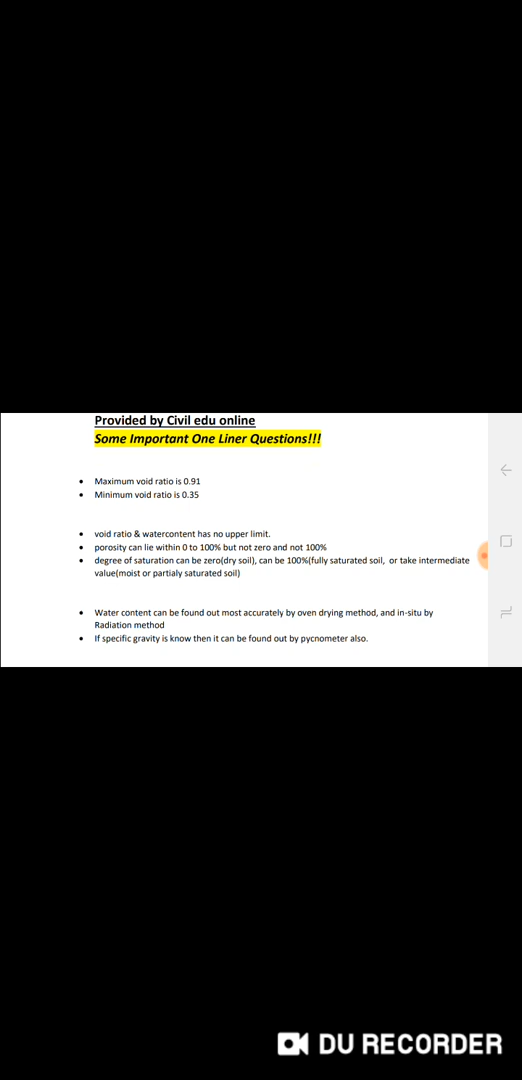 Provided by Civil edu online
Some Important One Liner Questions!!!
• Maximum void ratio is 0.91
• Minimum void ratio is 0.35
• void ratio & watercontent has no upper limit.
• porosity can lie within 0 to 100% but not zero and not 100%
• degree of saturation can be zero(dry soil), can be 100%(fully saturated soil, or take intermediate
value(moist or partialy saturated soil)
• Water content can be found out most accurately by oven drying method, and in-situ by
Radiation method
• If specific gravity is know then it can be found out by pycnometer also.
DU RECORDER